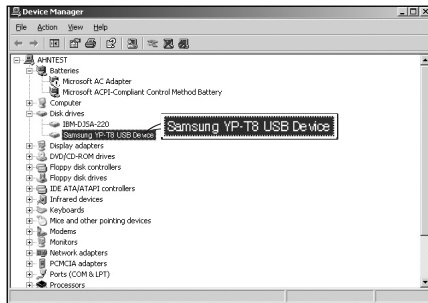 Device Manager
File Action View Help
AHNTEST
Batteries
Microsoft AC Adapter
Microsoft ACPI-Compliant Control Method Battery
Computer
Disk drives
IBM-DJSA-220
Samsung YP-T8 USB Device
Samsung YP-T8 USB Device
Display adapters
DVD/CD-ROM drives
Floppy disk controllers
Floppy disk drives
IDE ATA/ATAPI controllers
Infrared devices
Keyboards
Mice and other pointing devices
Modems
Monitors
Network adapters
PCMCIA adapters
Ports (COM & LPT)
Processors